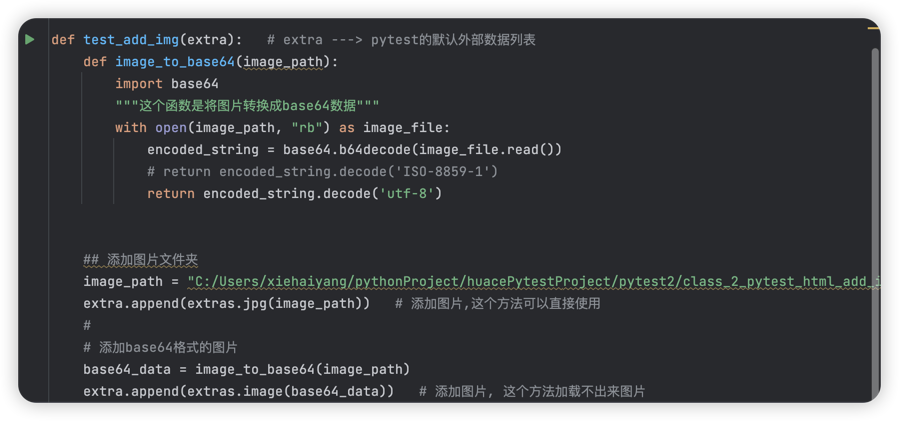 def test_add_img(extra):   # extra ---> pytest的默认外部数据列表
    def image_to_base64(image_path):
        import base64
        """这个函数是将图片转换成base64数据"""
        with open(image_path, "rb") as image_file:
            encoded_string = base64.b64decode(image_file.read())
            # return encoded_string.decode('ISO-8859-1')
            return encoded_string.decode('utf-8')
    ## 添加图片文件夹
    image_path = "C:/Users/xiehaiyang/pythonProject/huacePytestProject/pytest2/class_2_pytest_html_add_i
    extra.append(extras.jpg(image_path))   # 添加图片,这个方法可以直接使用
    #
    # 添加base64格式的图片
    base64_data = image_to_base64(image_path)
    extra.append(extras.image(base64_data))   # 添加图片, 这个方法加载不出来图片